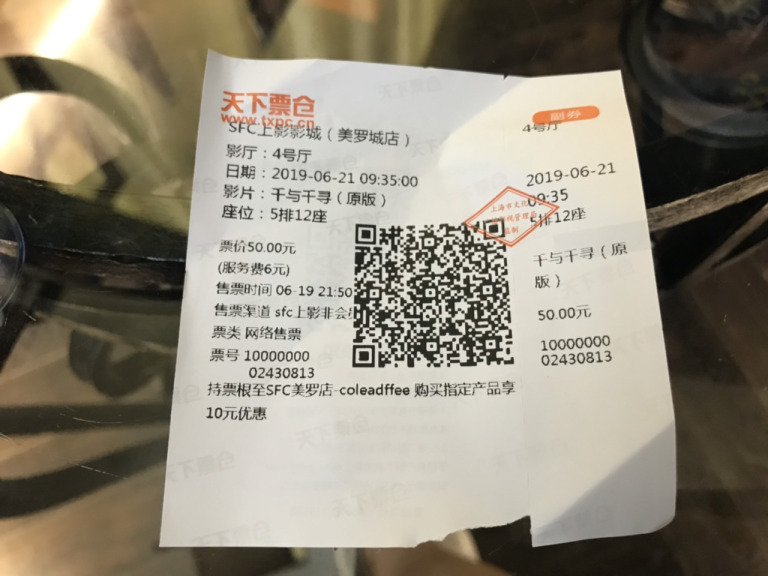 天下票仓
www.txpc.cn
SFC上影影城（美罗城店）
影厅：4号厅
日期：2019-06-21 09:35:00
影片：千与千寻（原版）
座位：5排12座
票价50.00元
(服务费6元)
售票时间 06-19 21:50
售票渠道 sfc上影非会
票类 网络售票
票号 10000000
02430813
持票根至SFC美罗店-coleadffee 购买指定产品享
10元优惠
副券
4号厅
2019-06-21
09:35
5排12座
千与千寻（原
版）
50.00元
10000000
02430813
上海市文化
监制